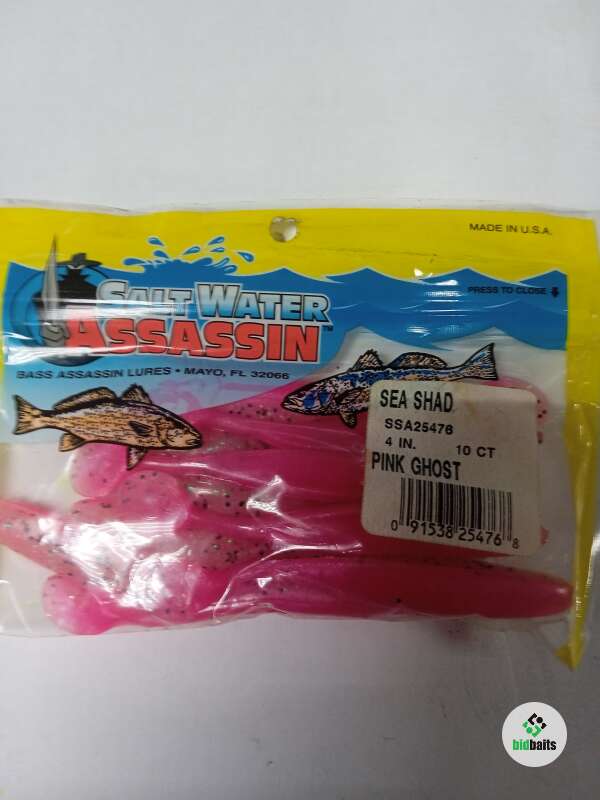 MADE IN U.S.A.
PRESS TO CLOSE
SALT WATER
ASSASSIN™
BASS ASSASSIN LURES • MAYO, FL 32066
SEA SHAD
SSA25476
4 IN. 10 CT
PINK GHOST
0 91538 25476 8
bidbaits